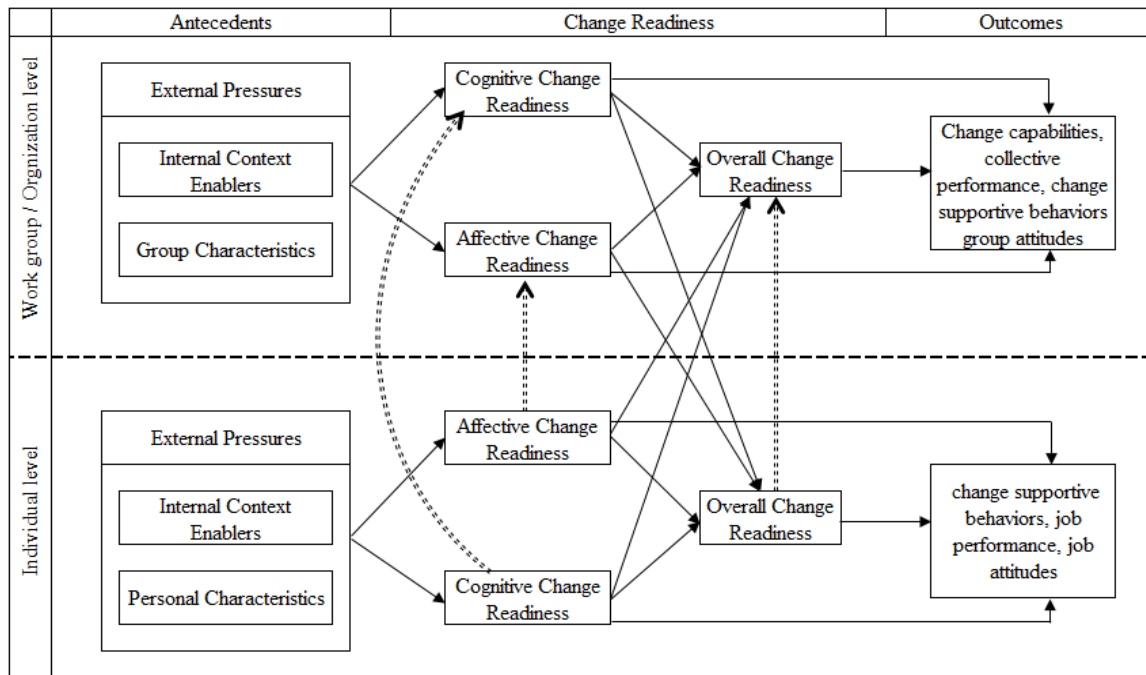 Antecedents
Change Readiness
Outcomes
Work group / Orgnization level
External Pressures
Internal Context
Enablers
Group Characteristics
Cognitive Change
Readiness
Affective Change
Readiness
Overall Change
Readiness
Change capabilities,
collective
performance, change
supportive behaviors
group attitudes
Individual level
External Pressures
Internal Context
Enablers
Personal Characteristics
Affective Change
Readiness
Cognitive Change
Readiness
Overall Change
Readiness
change supportive
behaviors, job
performance, job
attitudes